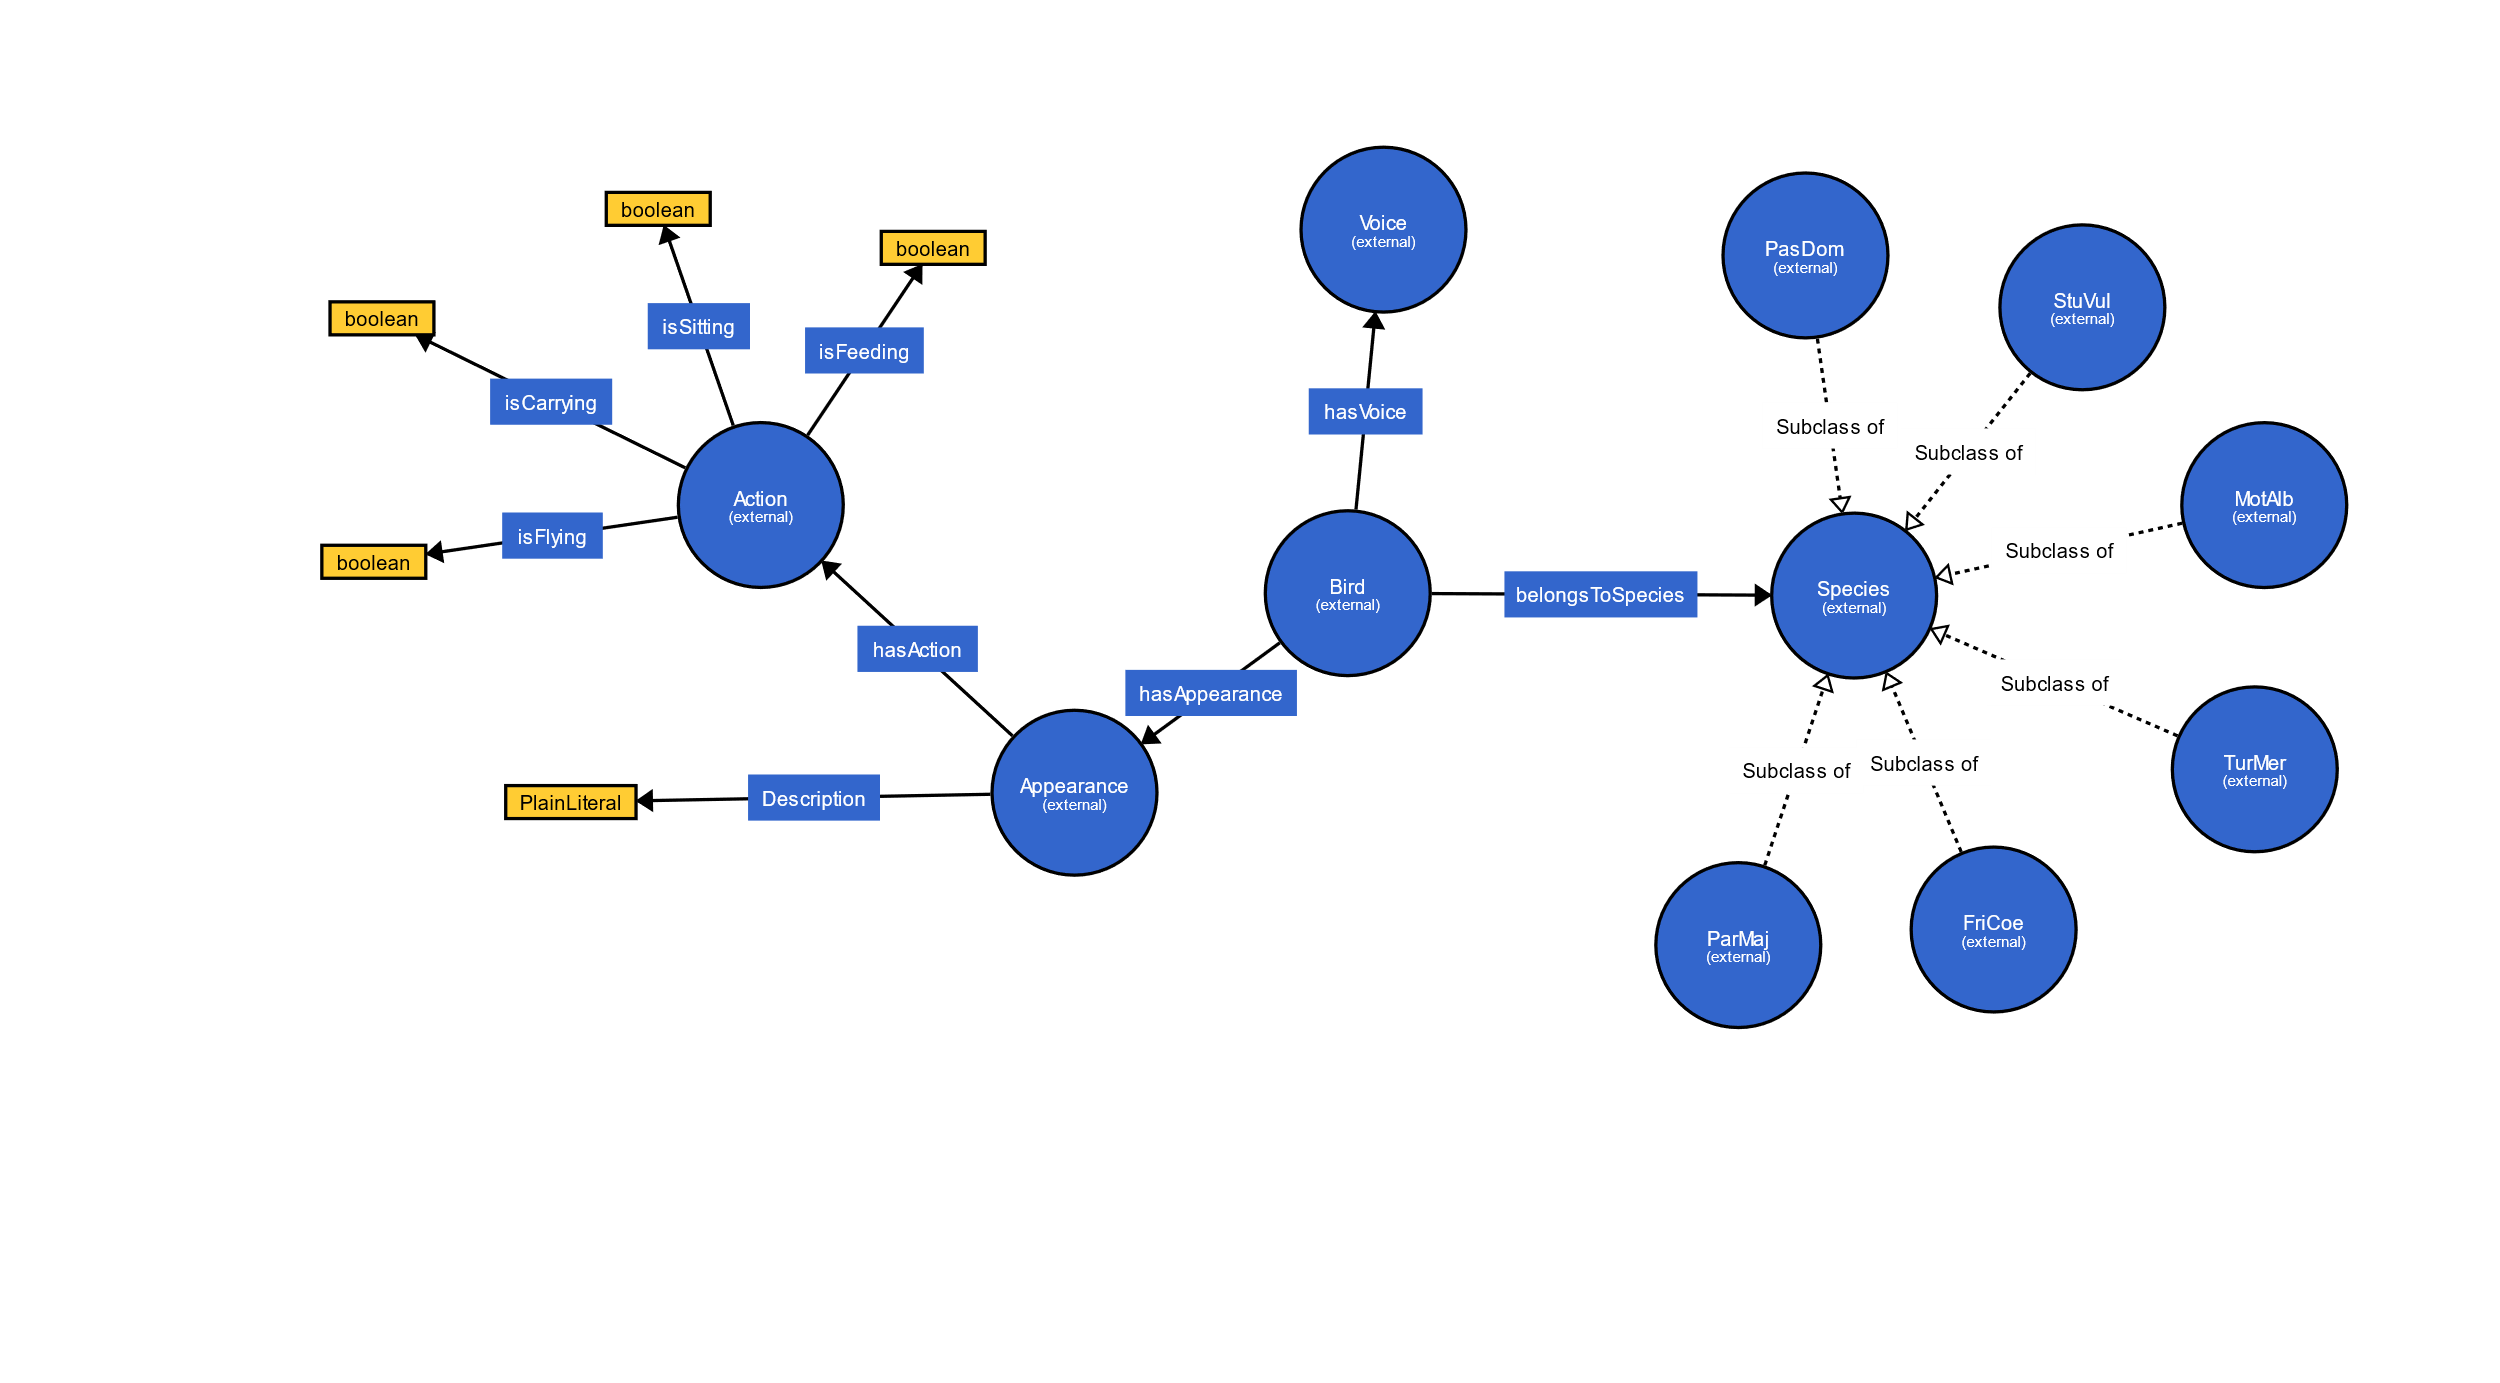 boolean
boolean
boolean
isSitting
isFeeding
isCarrying
Action
(external)
isFlying
boolean
hasAction
PlainLiteral
Description
Appearance
(external)
hasAppearance
Voice
(external)
hasVoice
Bird
(external)
belongsToSpecies
Species
(external)
PasDom
(external)
StuVul
(external)
Subclass of
Subclass of
MotAlb
(external)
Subclass of
Subclass of
TurMer
(external)
Subclass of
Subclass of
ParMaj
(external)
FriCoe
(external)